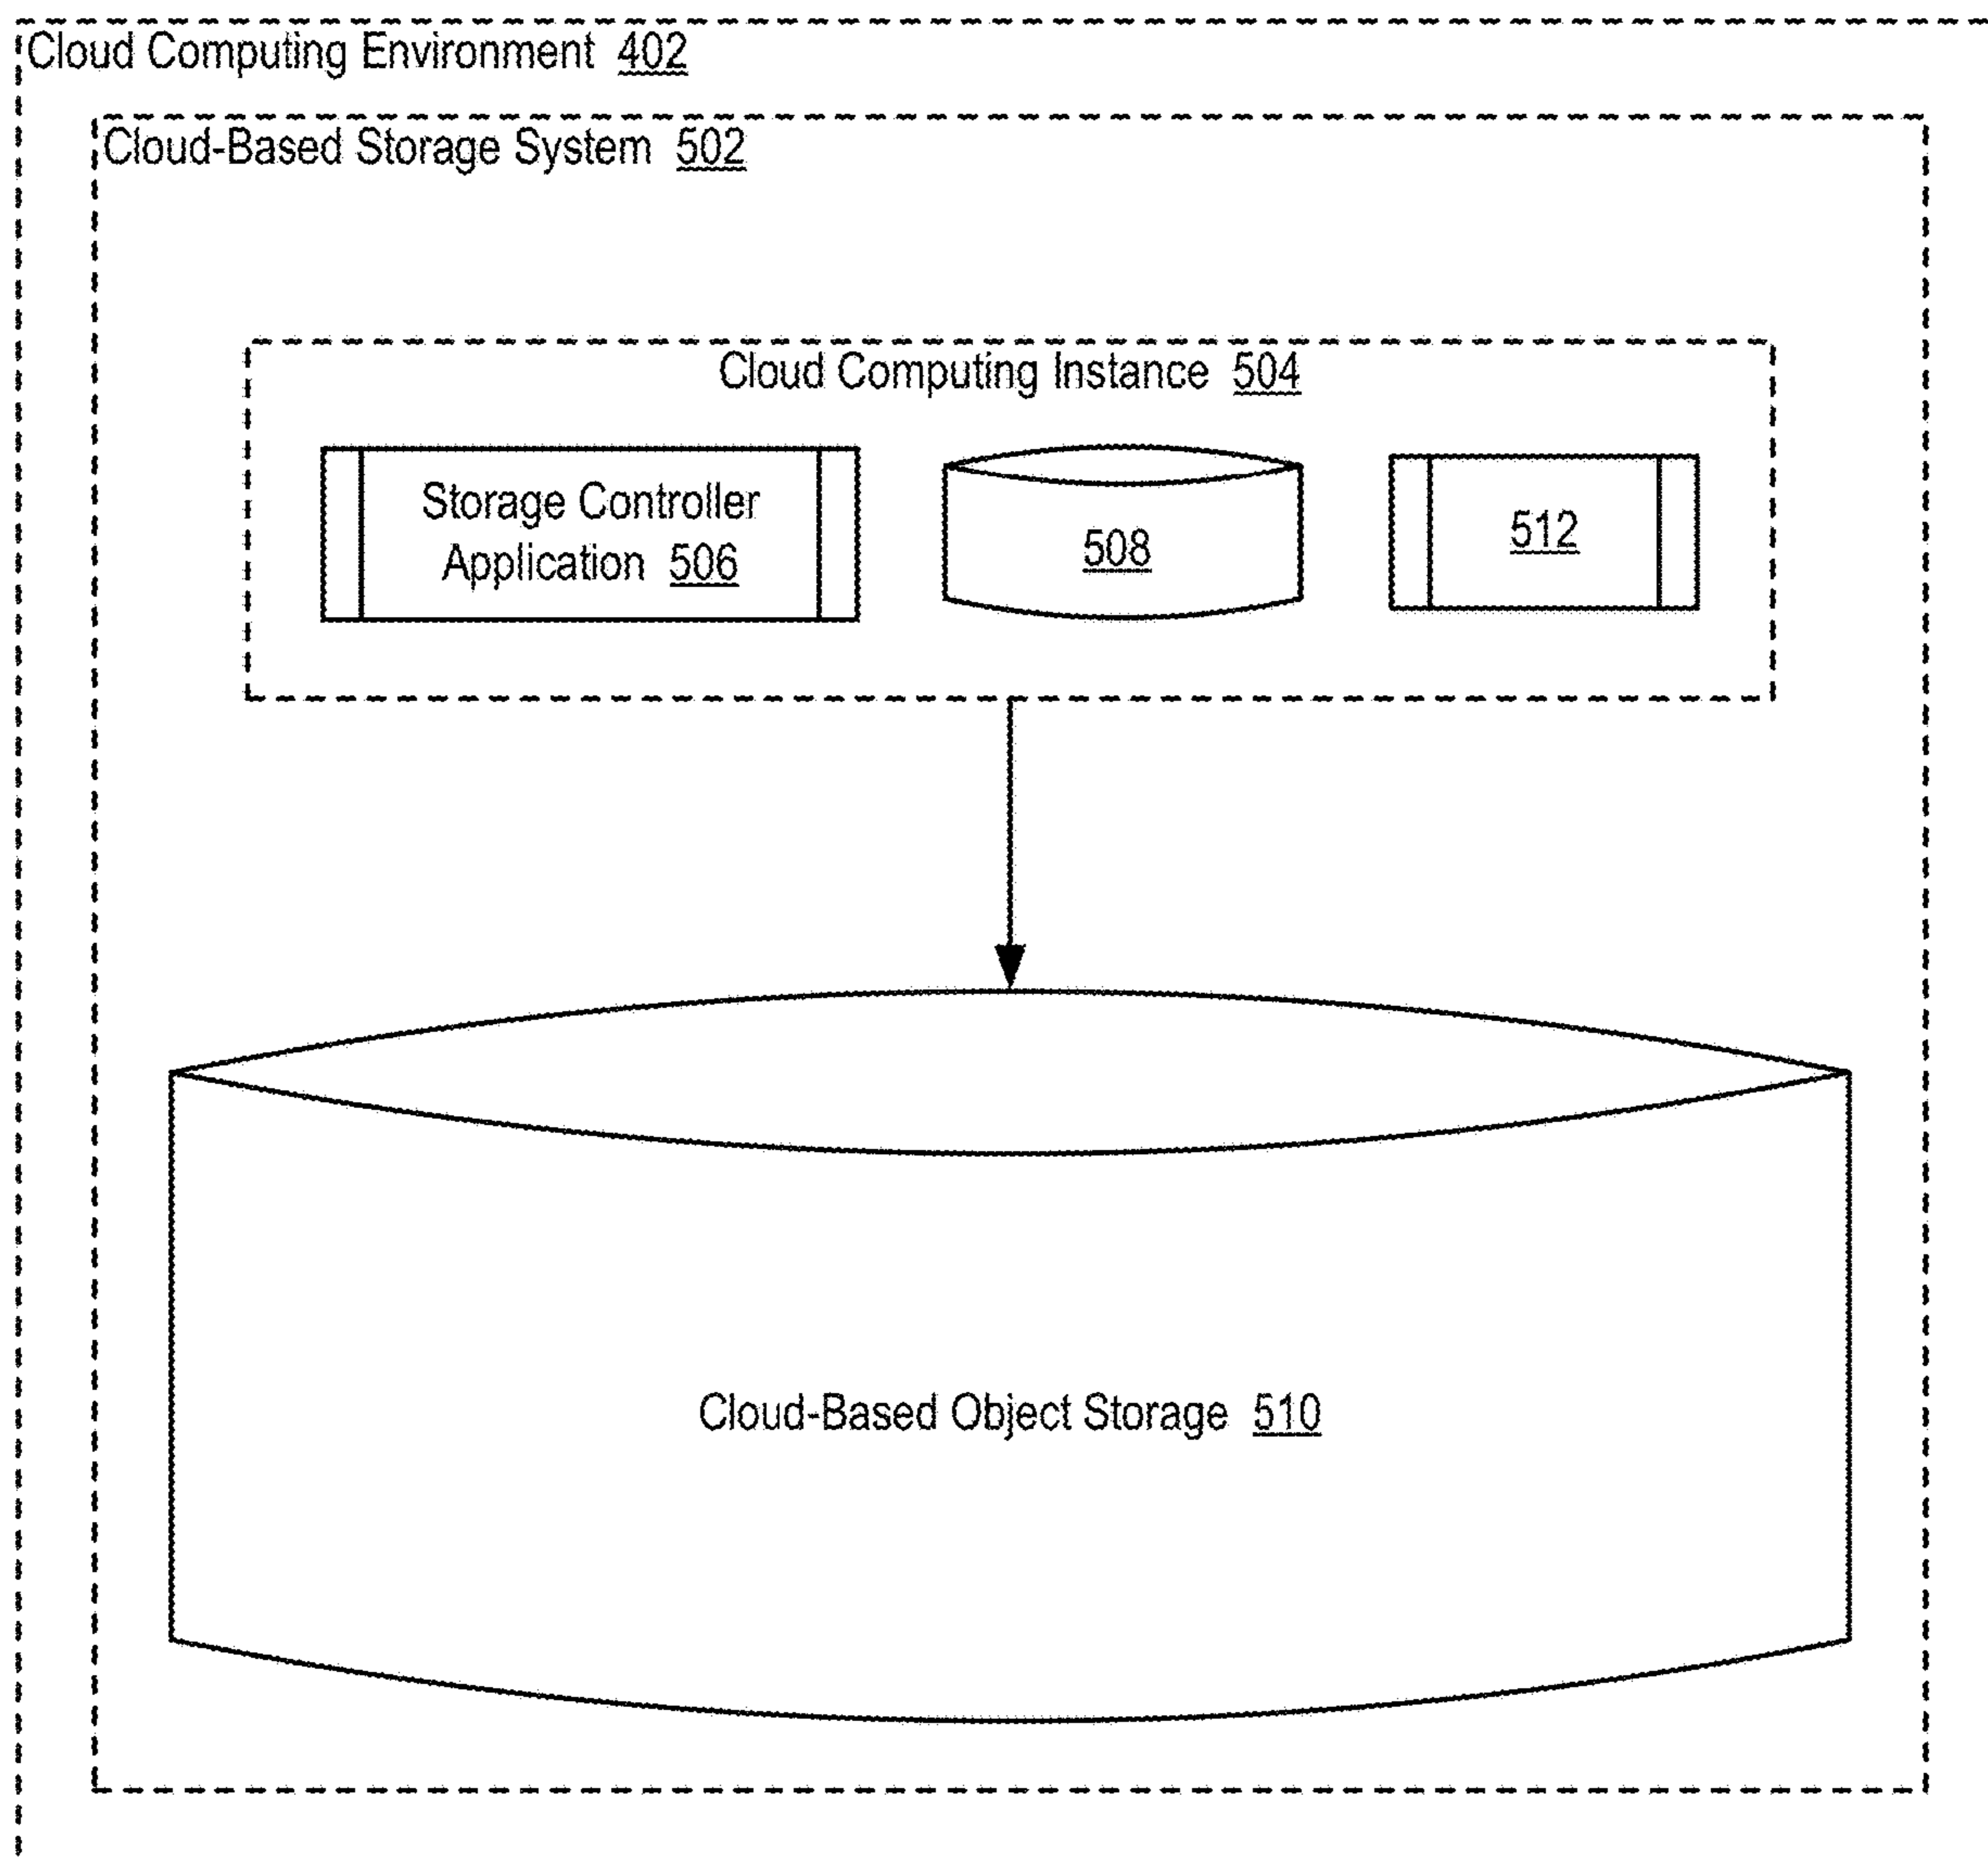 Cloud Computing Environment 402
Cloud-Based Storage System 502
Cloud Computing Instance 504
Storage Controller
Application 506
508
512
Cloud-Based Object Storage 510